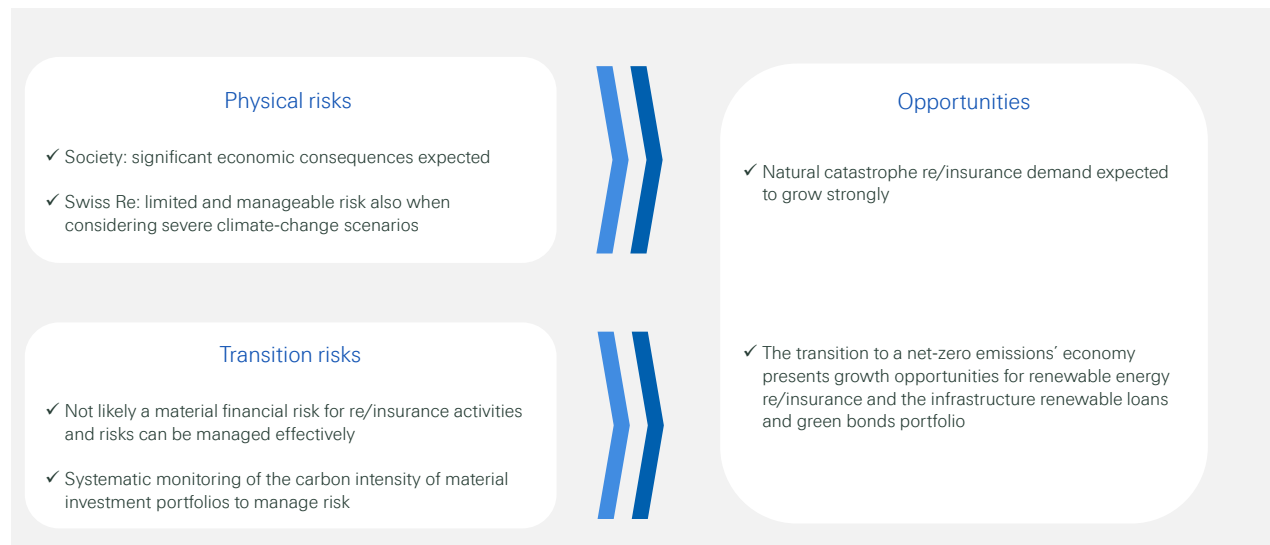 Physical risks
✓ Society: significant economic consequences expected
✓ Swiss Re: limited and manageable risk also when
considering severe climate-change scenarios
Transition risks
✓ Not likely a material financial risk for re/insurance activities
and risks can be managed effectively
✓ Systematic monitoring of the carbon intensity of material
investment portfolios to manage risk
Opportunities
✓ Natural catastrophe re/insurance demand expected
to grow strongly
✓ The transition to a net-zero emissions´ economy
presents growth opportunities for renewable energy
re/insurance and the infrastructure renewable loans
and green bonds portfolio